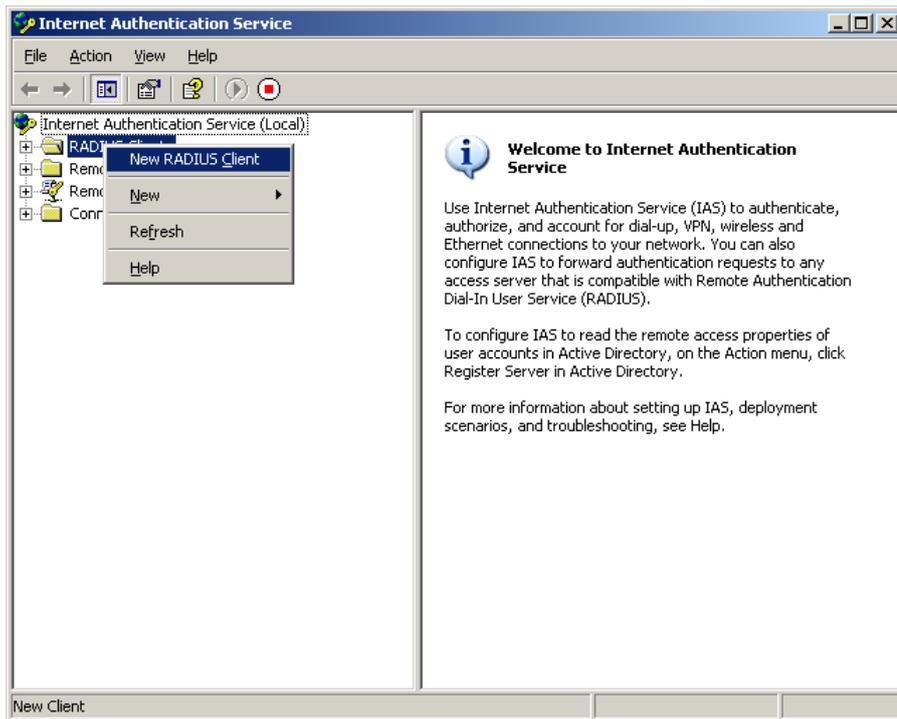 Internet Authentication Service
File Action View Help
Internet Authentication Service (Local)
New RADIUS Client
New
Refresh
Help
Welcome to Internet Authentication
Service
Use Internet Authentication Service (IAS) to authenticate,
authorize, and account for dial-up, VPN, wireless and
Ethernet connections to your network. You can also
configure IAS to forward authentication requests to any
access server that is compatible with Remote Authentication
Dial-In User Service (RADIUS).
To configure IAS to read the remote access properties of
user accounts in Active Directory, on the Action menu, click
Register Server in Active Directory.
For more information about setting up IAS, deployment
scenarios, and troubleshooting, see Help.
New Client